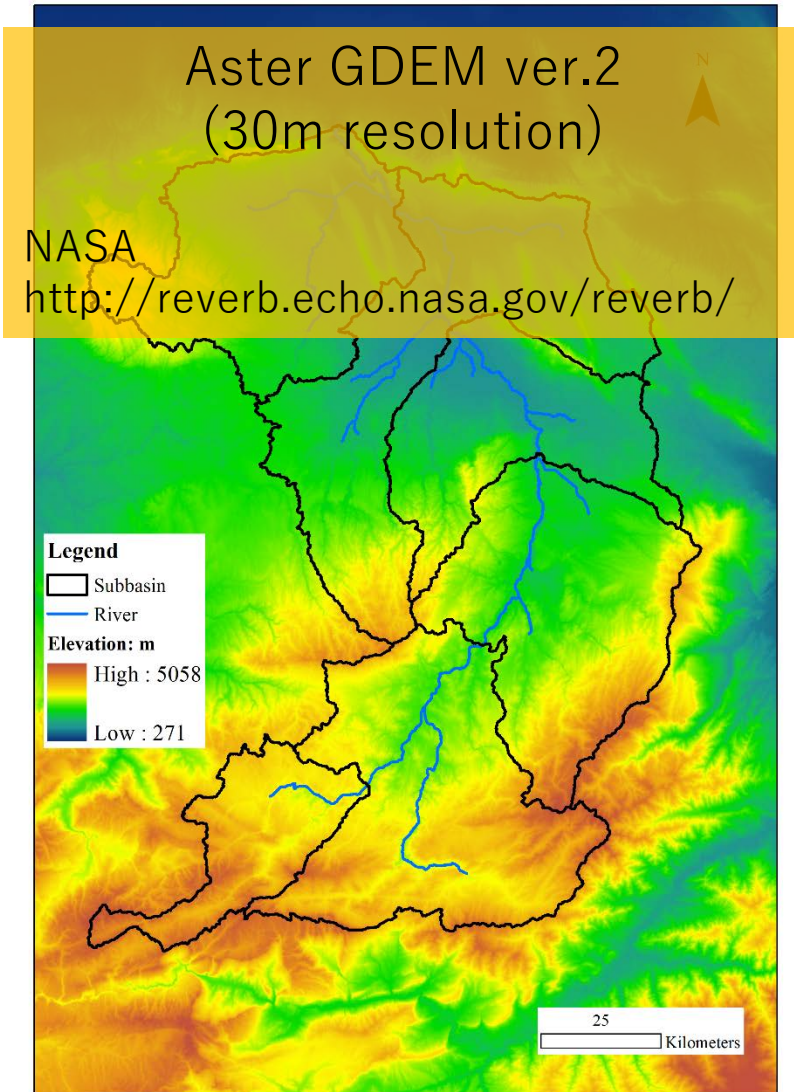 Aster GDEM ver.2
(30m resolution)
N
NASA
http://reverb.echo.nasa.gov/reverb/
Legend
Subbasin
River
Elevation: m
High : 5058
Low : 271
25
Kilometers